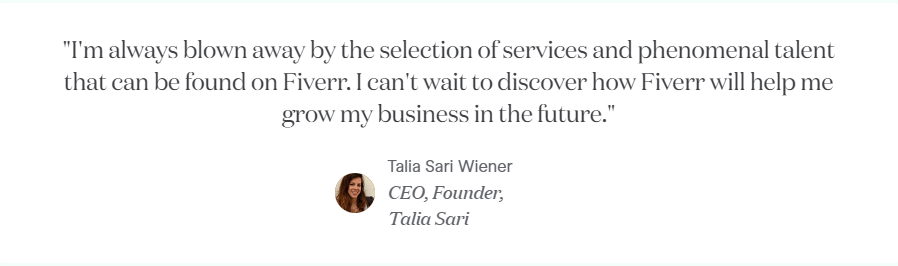 "I'm always blown away by the selection of services and phenomenal talent
that can be found on Fiverr. I can't wait to discover how Fiverr will help me
grow my business in the future."
Talia Sari Wiener
CEO, Founder,
Talia Sari